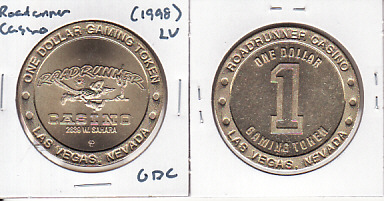 Roadrunner
Casino
(1998)
LV
ONE DOLLAR GAMING TOKEN
ROADRUNNER
CASINO
2839 W. SAHARA
LAS VEGAS, NEVADA
GDC
ROADRUNNER CASINO
ONE DOLLAR
1
GAMING TOKEN
LAS VEGAS, NEVADA